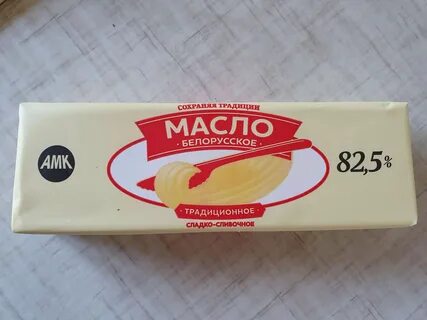 СОХРАНЯЯ ТРАДИЦИИ
МАСЛО
· БЕЛОРУССКОЕ ·
АМК
82,5%
· ТРАДИЦИОННОЕ ·
СЛАДКО-СЛИВОЧНОЕ